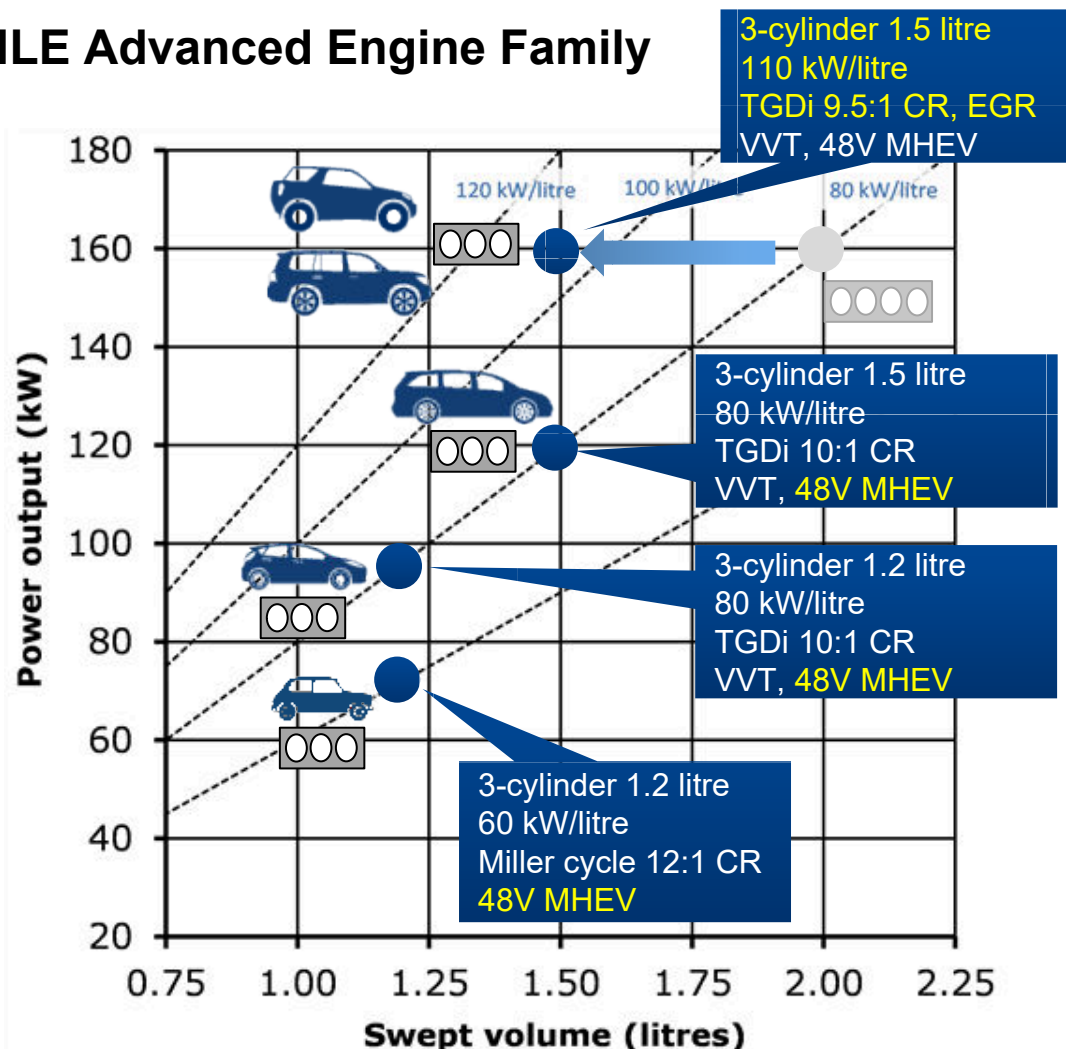 ILE Advanced Engine Family
3-cylinder 1.5 litre
110 kW/litre
TGDi 9.5:1 CR, EGR
VVT, 48V MHEV
180
160
140
120
100
80
60
40
20
Power output (kW)
120 kW/litre
100 kW/litre
80 kW/litre
3-cylinder 1.5 litre
80 kW/litre
TGDi 10:1 CR
VVT, 48V MHEV
3-cylinder 1.2 litre
80 kW/litre
TGDi 10:1 CR
VVT, 48V MHEV
3-cylinder 1.2 litre
60 kW/litre
Miller cycle 12:1 CR
48V MHEV
0.75 1.00 1.25 1.50 1.75 2.00 2.25
Swept volume (litres)